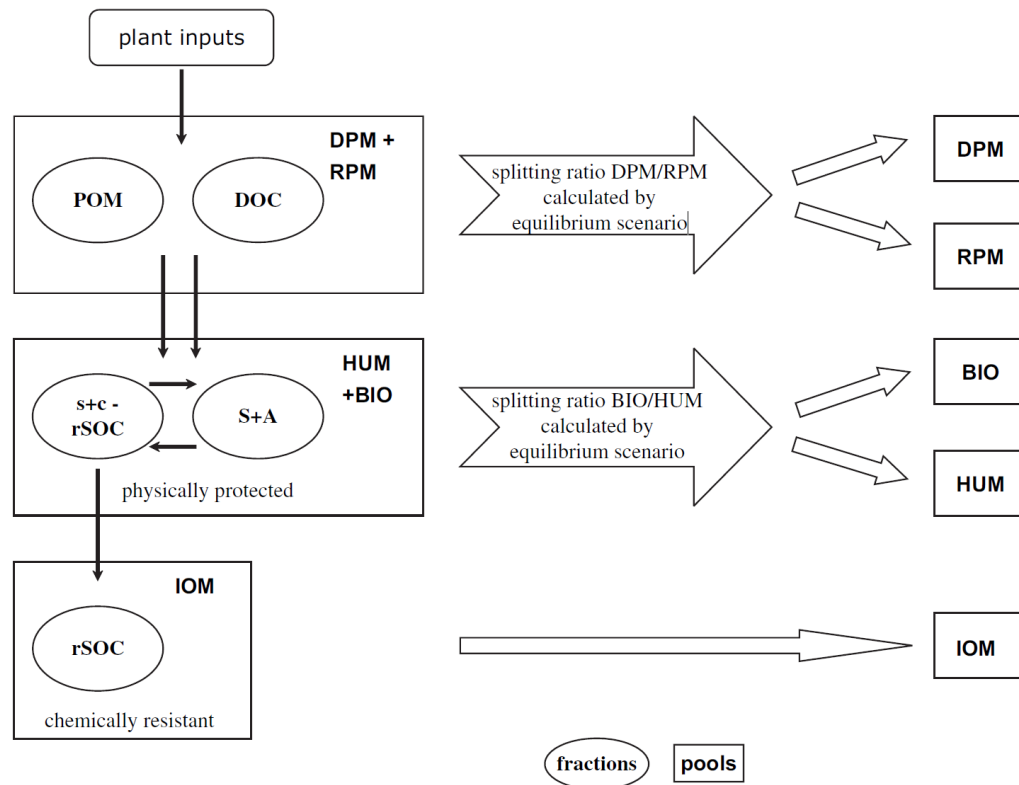 plant inputs
DPM +
RPM
POM
DOC
splitting ratio DPM/RPM
calculated by
equilibrium scenario
DPM
RPM
HUM
+BIO
s+c -
rSOC
S+A
physically protected
splitting ratio BIO/HUM
calculated by
equilibrium scenario
BIO
HUM
IOM
rSOC
chemically resistant
IOM
fractions
pools